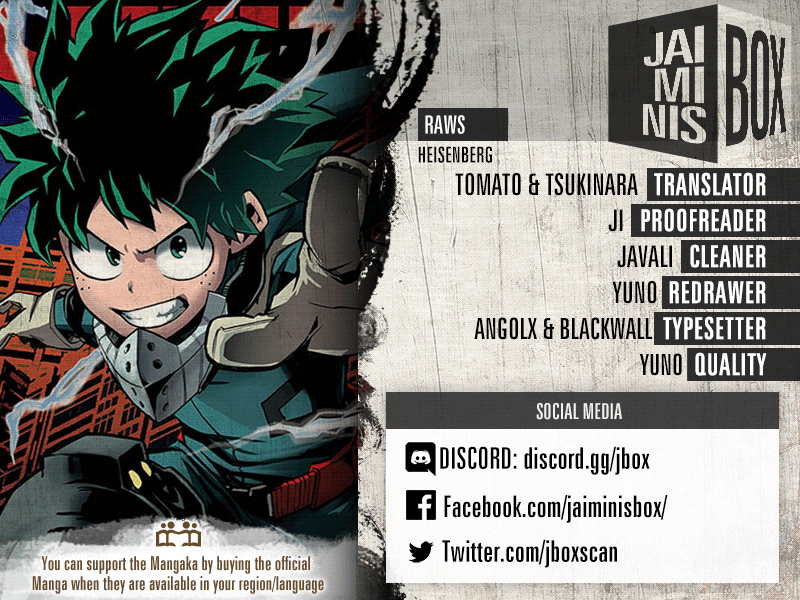 JAI
MI
NIS
BOX
RAWS
HEISENBERG
TOMATO & TSUKINARA TRANSLATOR
JI PROOFREADER
JAVALI CLEANER
YUNO REDRAWER
ANGOLX & BLACKWALL TYPESETTER
YUNO QUALITY
SOCIAL MEDIA
DISCORD: discord.gg/jbox
Facebook.com/jaiminisbox/
Twitter.com/jboxscan
You can support the Mangaka by buying the official
Manga when they are available in your region/language